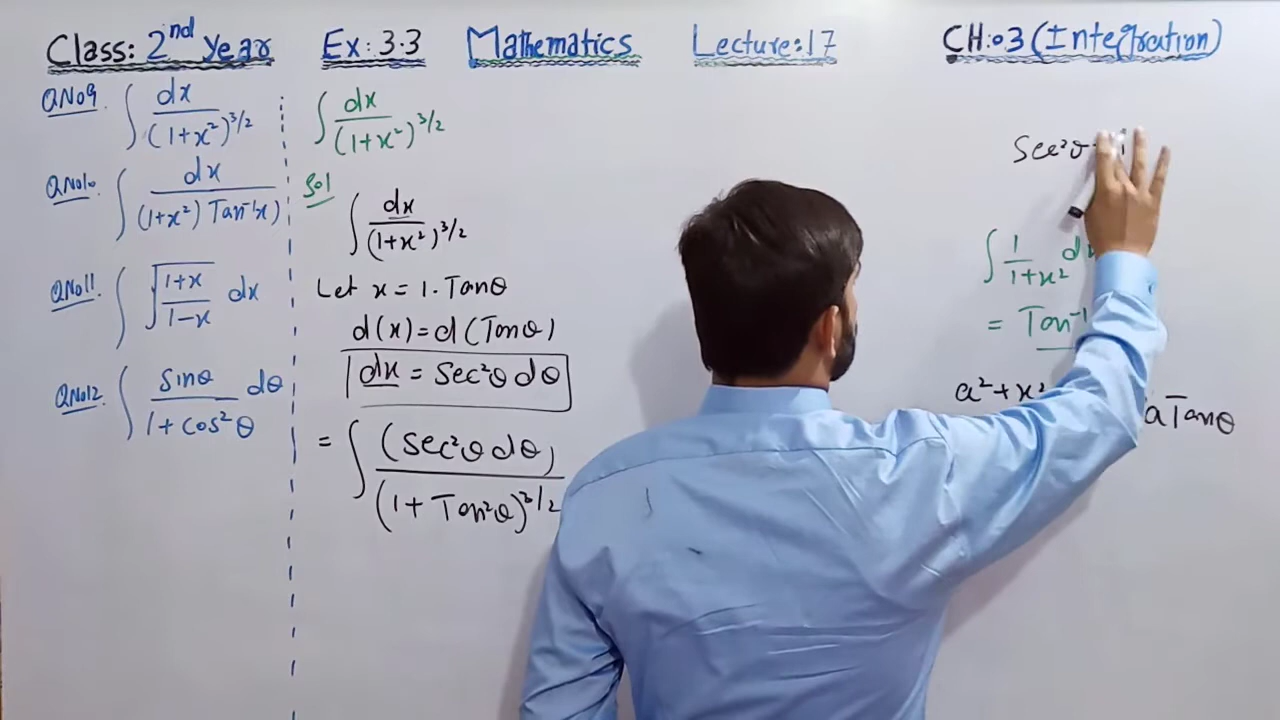 Class: 2nd Year Ex: 3.3 Mathematics Lecture: 17 CH:03 (Integration)
QNo9. ∫ dx/(1+x²)^3/2
QNo10. ∫ dx/((1+x²) Tan⁻¹x)
QNo11. ∫ √((1+x)/(1-x)) dx
QNo12. ∫ sinθ/(1+cos²θ) dθ
∫ dx/(1+x²)^3/2
Sol
∫ dx/(1+x²)^3/2
Let x = 1. Tanθ
d(x) = d(Tanθ)
dx = Sec²θ dθ
= ∫ (Sec²θ dθ)/(1+Tan²θ)^3/2
Sec²θ
∫ 1/(1+x²) dx
= Tan⁻¹
a²+x² aTanθ